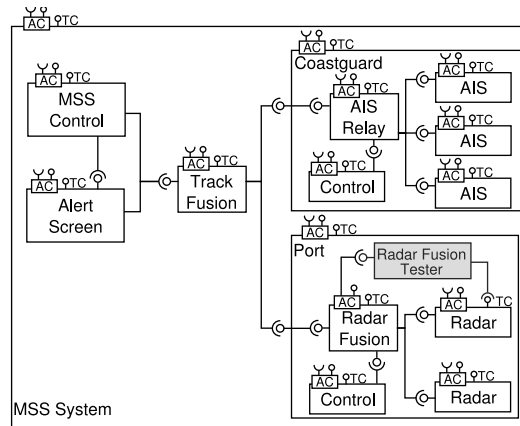 AC TC
AC TC
Coastguard
AC TC
MSS
Control
AC TC
AIS
Relay
AC TC
AIS
AC TC
AIS
AC TC
AIS
AC TC
Control
AC TC
Alert
Screen
AC TC
Track
Fusion
AC TC
Port
Radar Fusion
Tester
AC TC
Radar
Fusion
AC TC
Radar
AC TC
Control
AC TC
Radar
MSS System